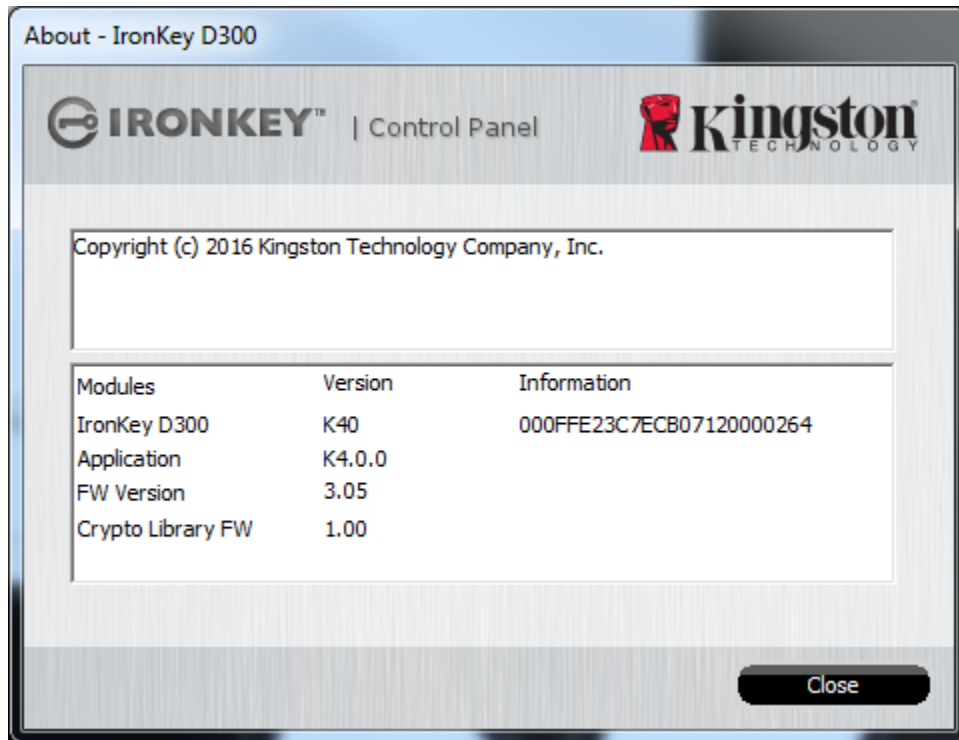 About - IronKey D300
IRONKEY™ | Control Panel
Kingston®
TECHNOLOGY
Copyright (c) 2016 Kingston Technology Company, Inc.
Modules Version Information
IronKey D300 K40 000FFE23C7ECB07120000264
Application K4.0.0
FW Version 3.05
Crypto Library FW 1.00
Close